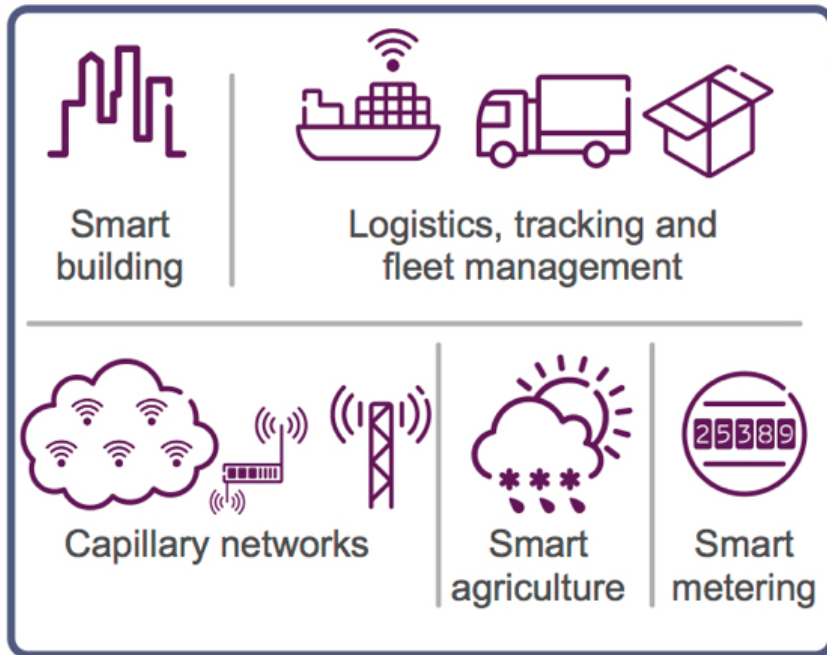 Smart
building
Logistics, tracking and
fleet management
25389
Capillary networks
Smart
agriculture
Smart
metering